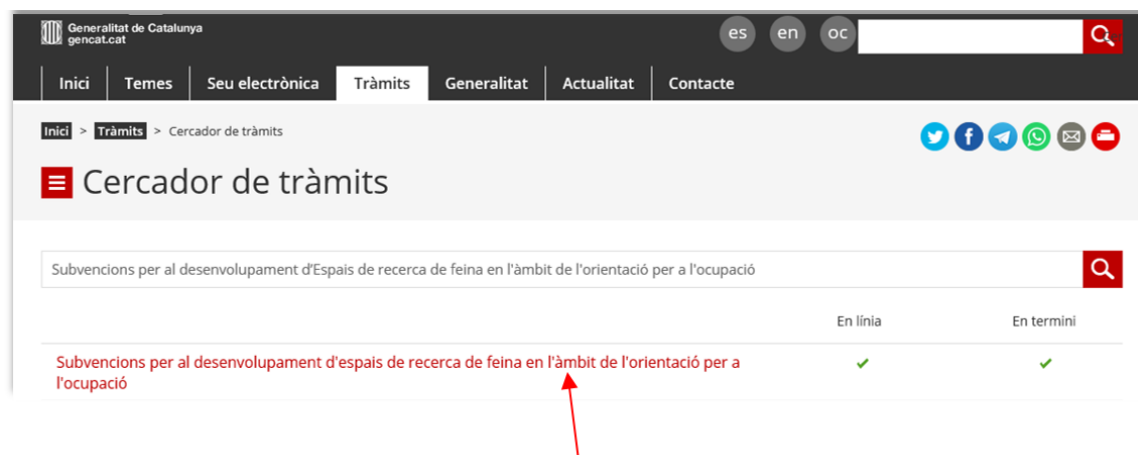 Generalitat de Catalunya
gencat.cat
es en oc
Inici Temes Seu electrònica Tràmits Generalitat Actualitat Contacte
Inici > Tràmits > Cercador de tràmits
Cercador de tràmits
Subvencions per al desenvolupament d’Espais de recerca de feina en l'àmbit de l'orientació per a l'ocupació
En línia En termini
Subvencions per al desenvolupament d'espais de recerca de feina en l'àmbit de l'orientació per a
l'ocupació